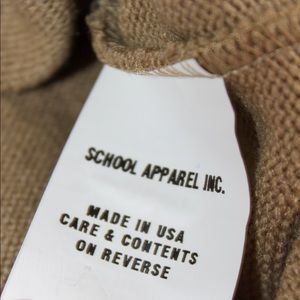 SCHOOL APPAREL INC.
MADE IN USA
CARE & CONTENTS
ON REVERSE